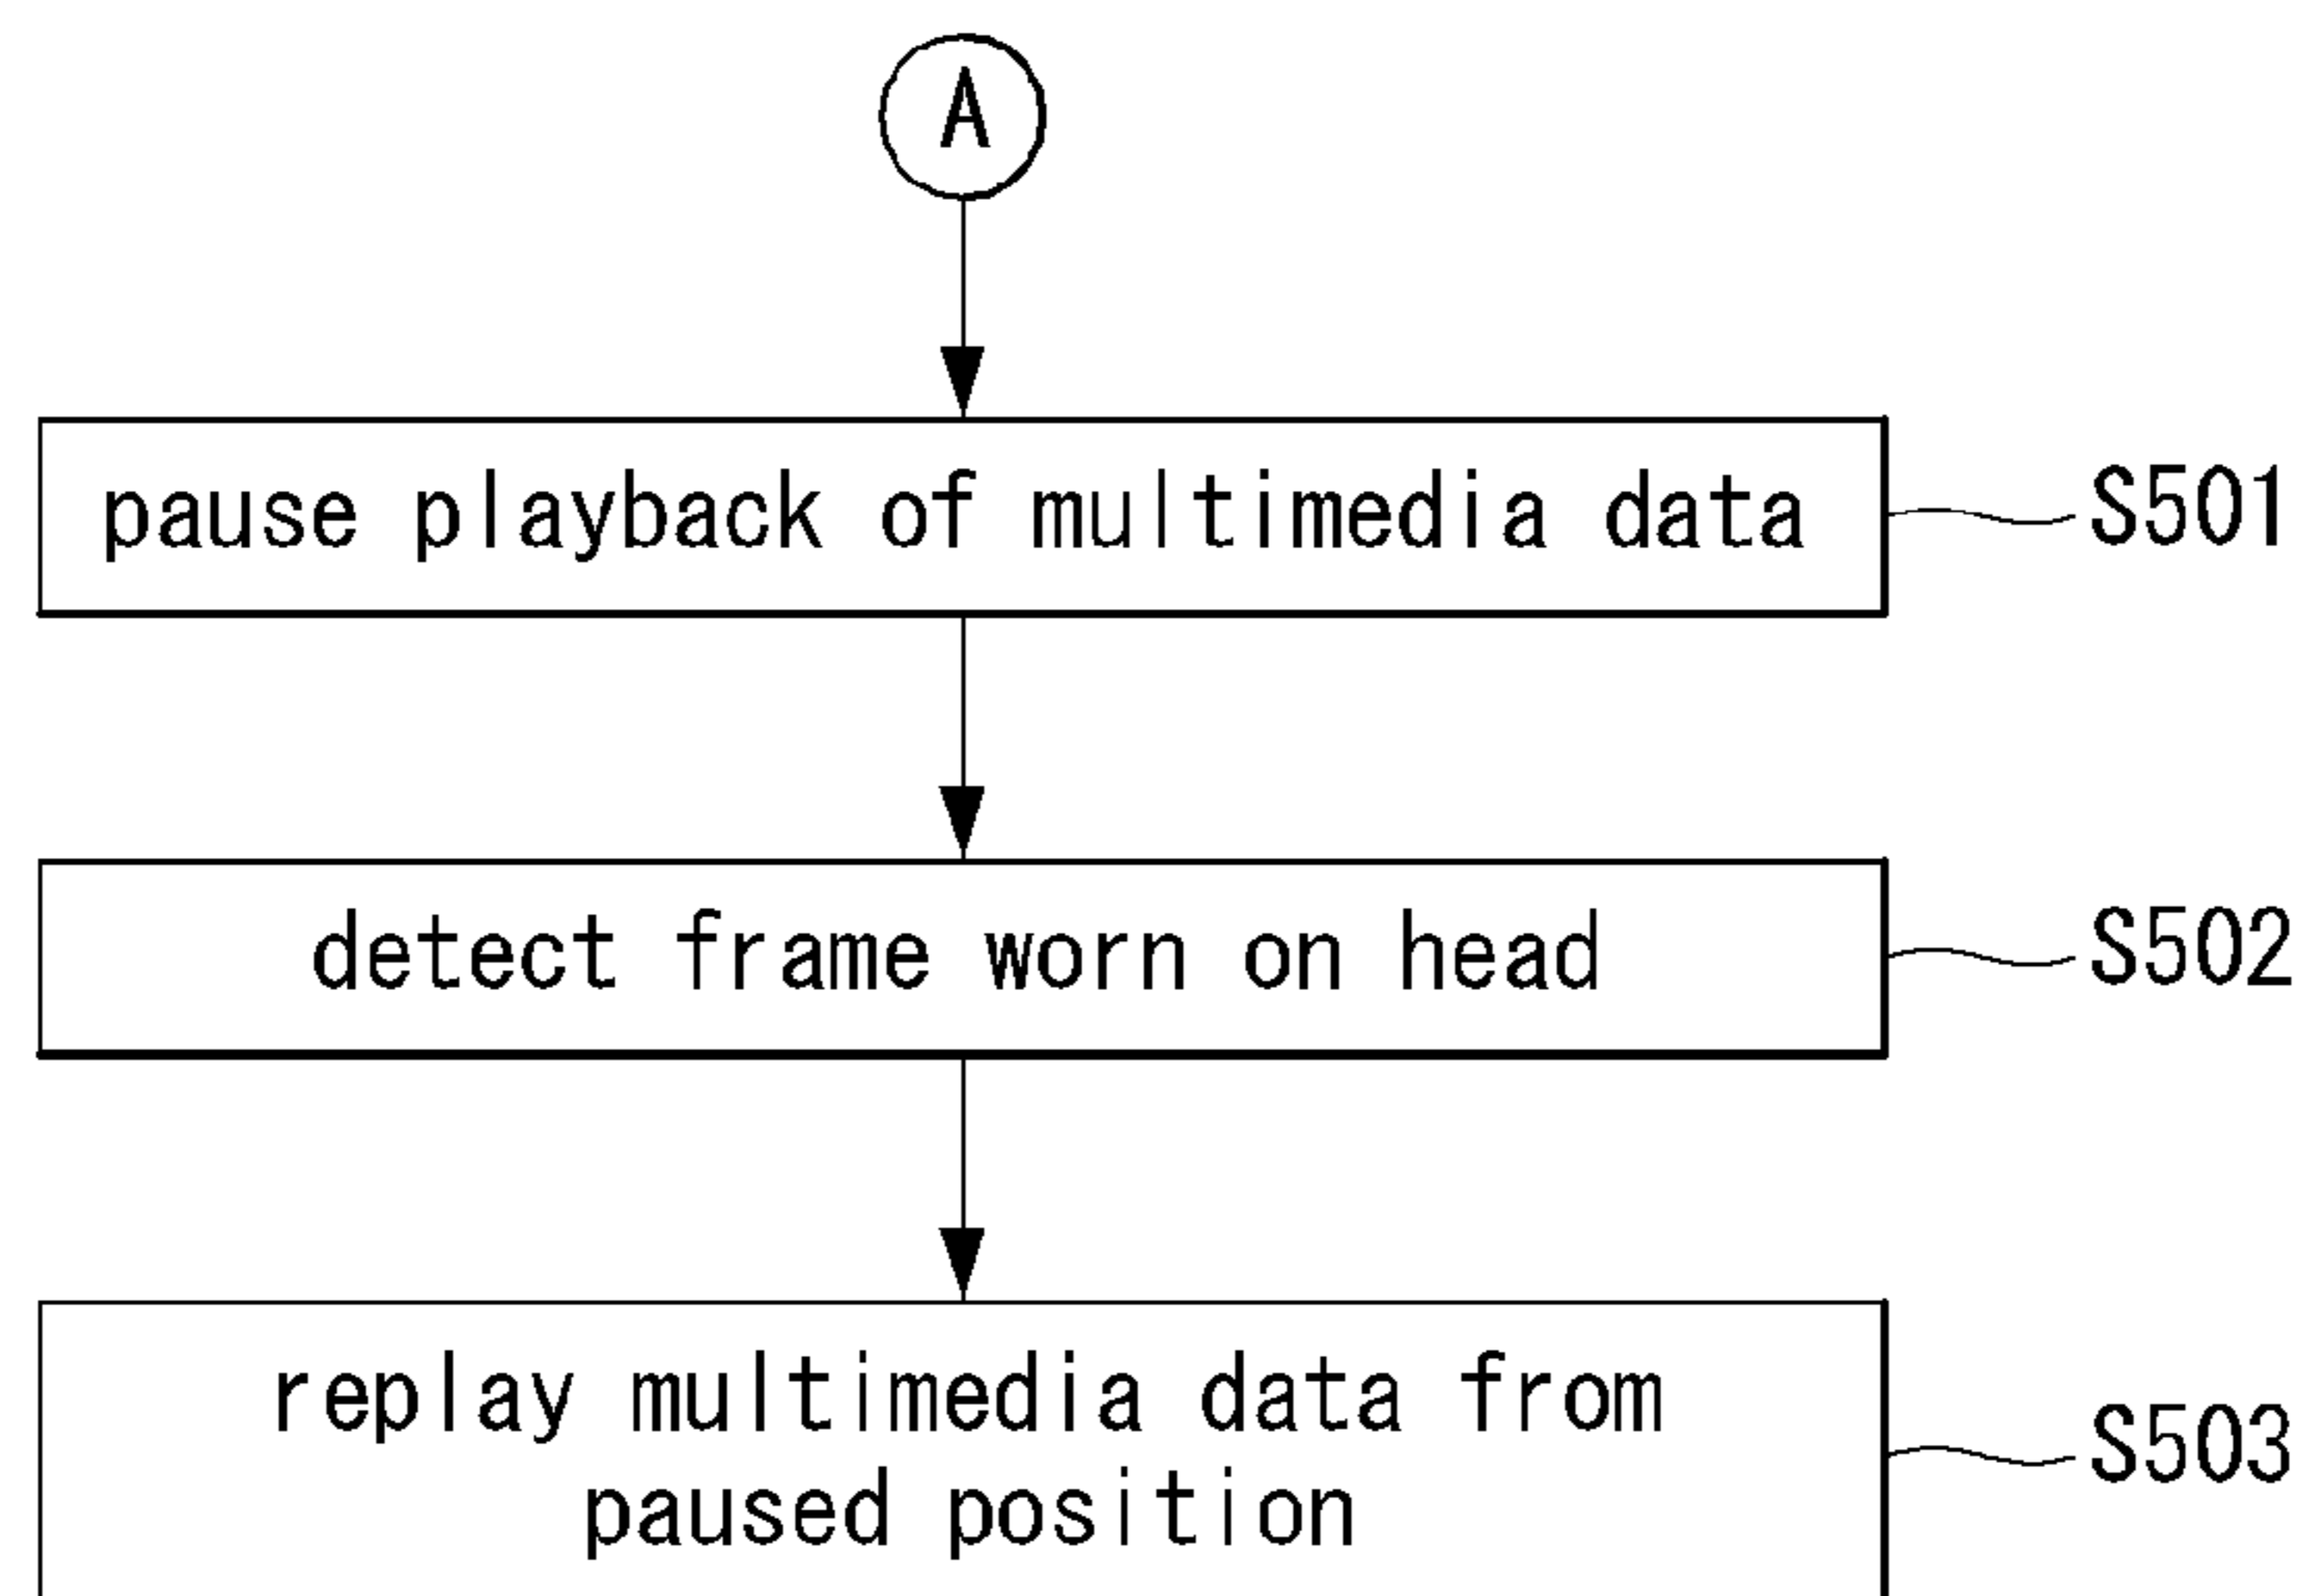 A
pause playback of multimedia data
S501
detect frame worn on head
S502
replay multimedia data from
paused position
S503